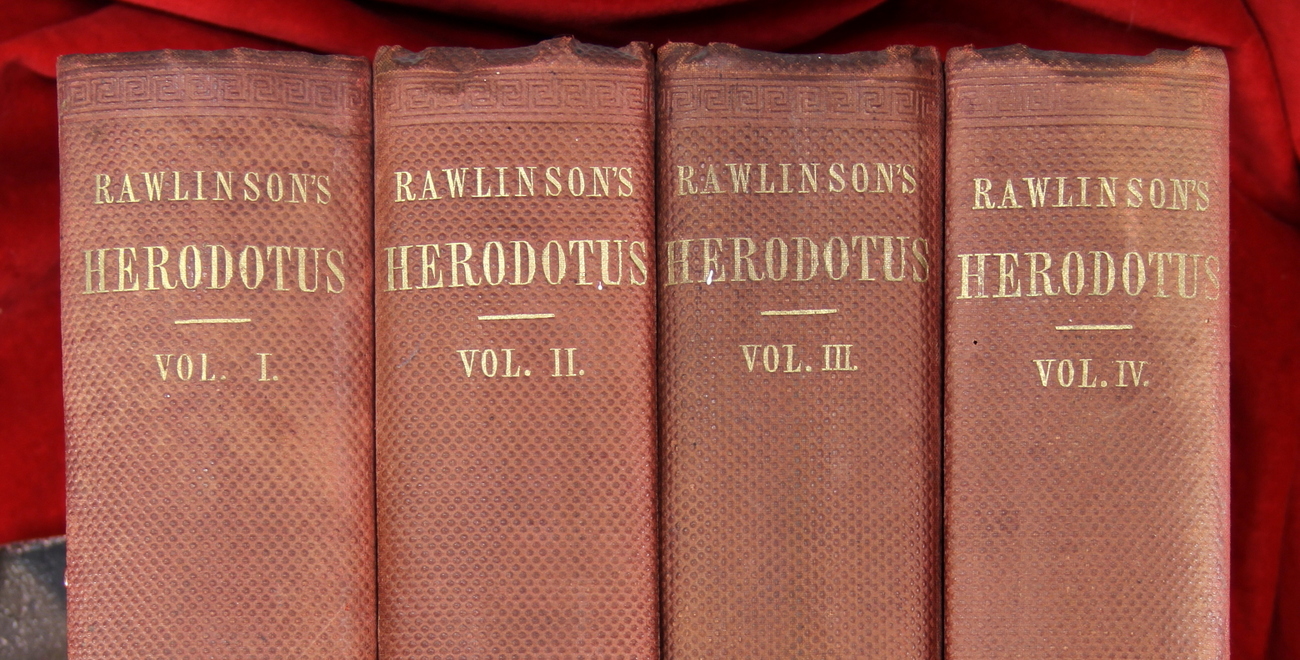 RAWLINSON'S
HERODOTUS
VOL. I.
RAWLINSON'S
HERODOTUS
VOL. II.
RAWLINSON'S
HERODOTUS
VOL. III.
RAWLINSON'S
HERODOTUS
VOL. IV.